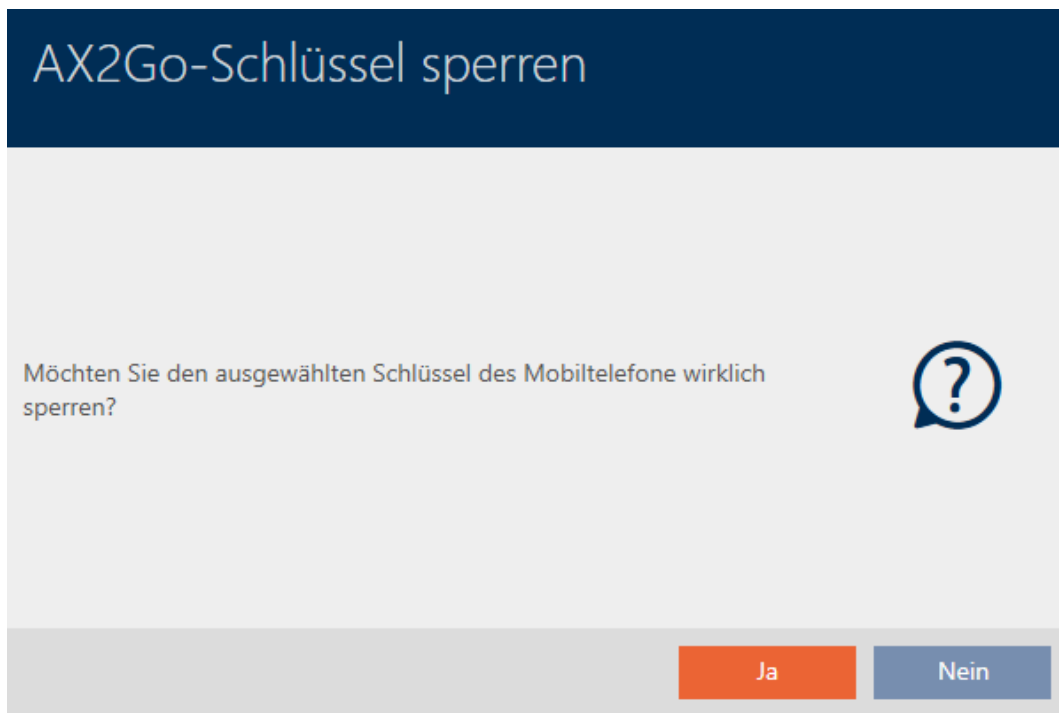 AX2Go-Schlüssel sperren
Möchten Sie den ausgewählten Schlüssel des Mobiltelefone wirklich
sperren?
?
Ja
Nein